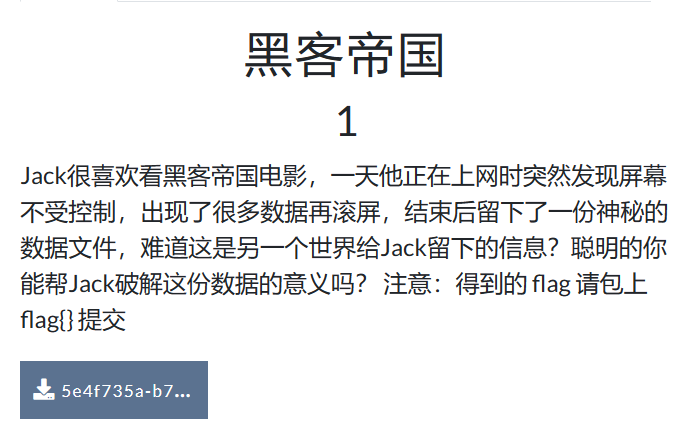 黑客帝国
1
Jack很喜欢看黑客帝国电影，一天他正在上网时突然发现屏幕
不受控制，出现了很多数据再滚屏，结束后留下了一份神秘的
数据文件，难道这是另一个世界给Jack留下的信息？聪明的你
能帮Jack破解这份数据的意义吗？ 注意：得到的 flag 请包上
flag{} 提交
5e4f735a-b7...